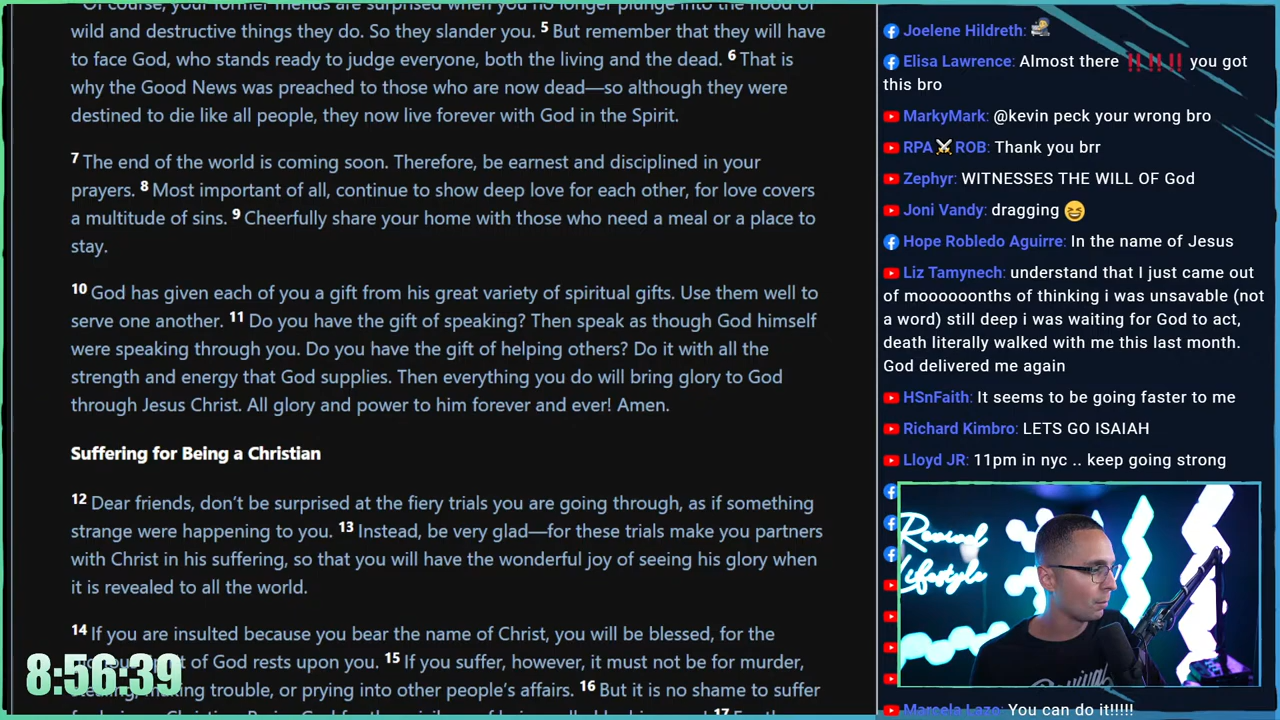 Of course, your former friends are surprised when you no longer plunge into the flood of
wild and destructive things they do. So they slander you. 5 But remember that they will have
to face God, who stands ready to judge everyone, both the living and the dead. 6 That is
why the Good News was preached to those who are now dead—so although they were
destined to die like all people, they now live forever with God in the Spirit.
7 The end of the world is coming soon. Therefore, be earnest and disciplined in your
prayers. 8 Most important of all, continue to show deep love for each other, for love covers
a multitude of sins. 9 Cheerfully share your home with those who need a meal or a place to
stay.
10 God has given each of you a gift from his great variety of spiritual gifts. Use them well to
serve one another. 11 Do you have the gift of speaking? Then speak as though God himself
were speaking through you. Do you have the gift of helping others? Do it with all the
strength and energy that God supplies. Then everything you do will bring glory to God
through Jesus Christ. All glory and power to him forever and ever! Amen.
Suffering for Being a Christian
12 Dear friends, don't be surprised at the fiery trials you are going through, as if something
strange were happening to you. 13 Instead, be very glad—for these trials make you partners
with Christ in his suffering, so that you will have the wonderful joy of seeing his glory when
it is revealed to all the world.
14 If you are insulted because you bear the name of Christ, you will be blessed, for the
of God rests upon you. 15 If you suffer, however, it must not be for murder,
trouble, or prying into other people's affairs. 16 But it is no shame to suffer
8:56:39
Joelene Hildreth:
Elisa Lawrence: Almost there ‼️‼️‼️ you got
this bro
MarkyMark: @kevin peck your wrong bro
RPA⚔️ROB: Thank you brr
Zephyr: WITNESSES THE WILL OF God
Joni Vandy: dragging 😆
Hope Robledo Aguirre: In the name of Jesus
Liz Tamynech: understand that I just came out
of moooooonths of thinking i was unsavable (not
a word) still deep i was waiting for God to act,
death literally walked with me this last month.
God delivered me again
HSnFaith: It seems to be going faster to me
Richard Kimbro: LETS GO ISAIAH
Lloyd JR: 11pm in nyc .. keep going strong
Revival
Lifestyle
Revival
Marcela Lazo: You can do it!!!!!